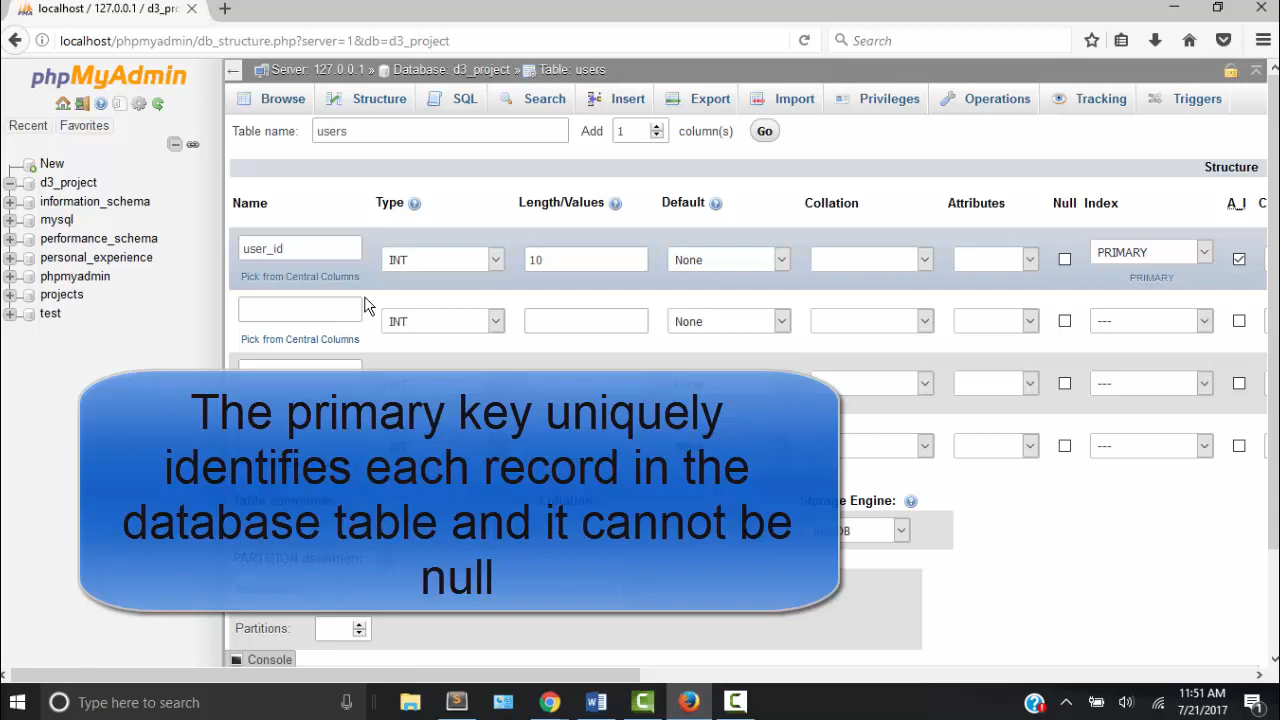 localhost / 127.0.0.1 / d3_pro
localhost/phpmyadmin/db_structure.php?server=1&db=d3_project
Search
phpMyAdmin
Recent Favorites
New
d3_project
information_schema
mysql
performance_schema
personal_experience
phpmyadmin
projects
test
Server: 127.0.0.1 » Database: d3_project » Table: users
Browse Structure SQL Search Insert Export Import Privileges Operations Tracking Triggers
Table name: users Add 1 column(s) Go
Structure
Name Type Length/Values Default Collation Attributes Null Index A_I C
user_id INT 10 None PRIMARY
Pick from Central Columns PRIMARY
INT None ---
Pick from Central Columns
---
---
The primary key uniquely
identifies each record in the
database table and it cannot be
null
Storage Engine:
PARTITION definition:
Partitions:
Console
Type here to search
11:51 AM
7/21/2017